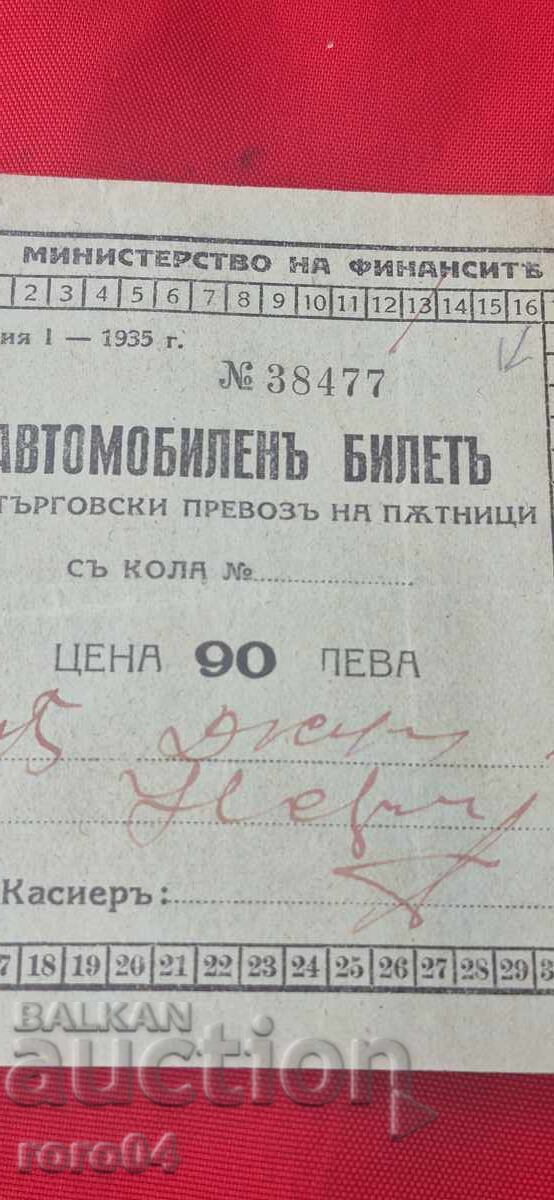 МИНИСТЕРСТВО НА ФИНАНСИТѢ
2 3 4 5 6 7 8 9 10 11 12 13 14 15 16
ия I — 1935 г.
№ 38477
АВТОМОБИЛЕНЪ БИЛЕТЪ
ТЪРГОВСКИ ПРЕВОЗЪ НА ПѪТНИЦИ
СЪ КОЛА №
ЦЕНА 90 ЛЕВА
Касиеръ:
7 18 19 20 21 22 23 24 25 26 27 28 29 3
BALKAN
auction
roro04